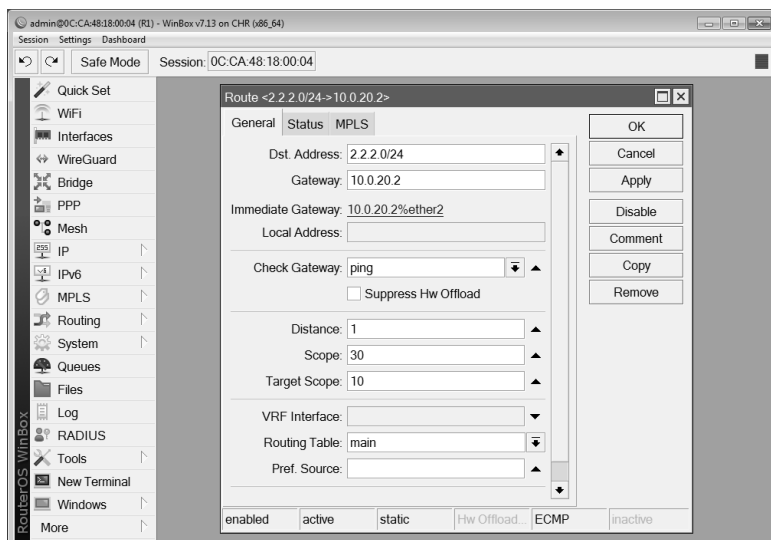 admin@0C:CA:48:18:00:04 (R1) - WinBox v7.13 on CHR (x86_64)
Session Settings Dashboard
Safe Mode Session: 0C:CA:48:18:00:04
Quick Set
WiFi
Interfaces
WireGuard
Bridge
PPP
Mesh
IP
IPv6
MPLS
Routing
System
Queues
Files
Log
RADIUS
Tools
New Terminal
Windows
More
RouterOS WinBox
Route <2.2.2.0/24->10.0.20.2>
General Status MPLS
Dst. Address: 2.2.2.0/24
Gateway: 10.0.20.2
Immediate Gateway: 10.0.20.2%ether2
Local Address:
Check Gateway: ping
Suppress Hw Offload
Distance: 1
Scope: 30
Target Scope: 10
VRF Interface:
Routing Table: main
Pref. Source:
OK
Cancel
Apply
Disable
Comment
Copy
Remove
enabled active static Hw Offload... ECMP inactive